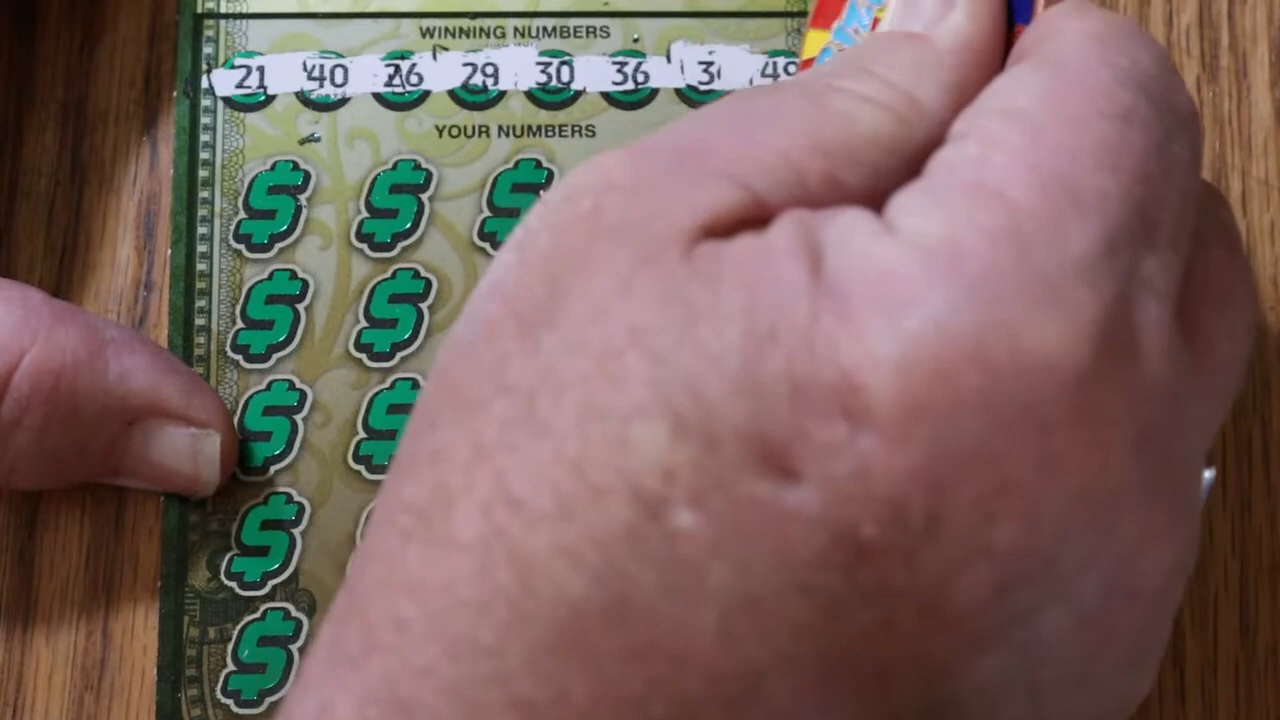 WINNING NUMBERS
21 40 26 29 30 36
YOUR NUMBERS
$ $ $
$ $
$ $
$
$